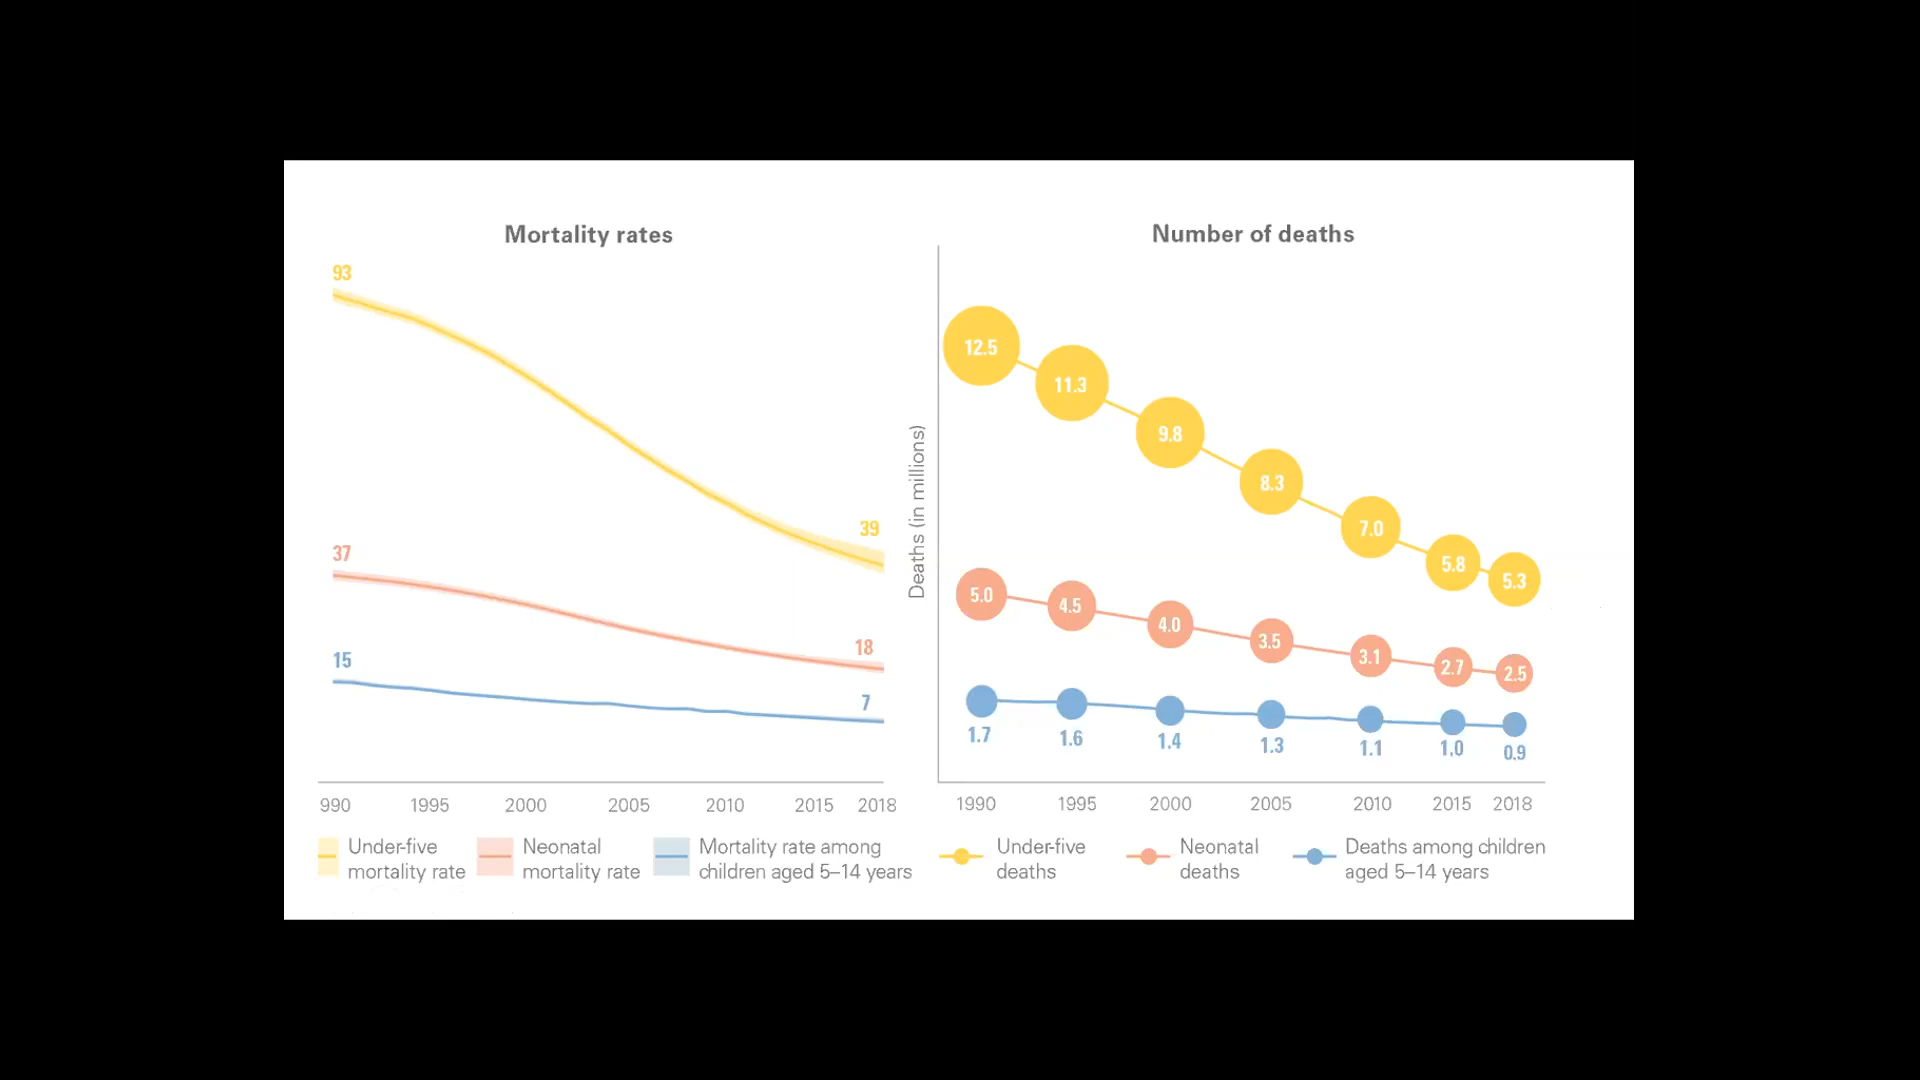 Mortality rates
93
39
37
18
15
7
990 1995 2000 2005 2010 2015 2018
Under-five
mortality rate
Neonatal
mortality rate
Mortality rate among
children aged 5–14 years
Number of deaths
Deaths (in millions)
12.5
11.3
9.8
8.3
7.0
5.8
5.3
5.0
4.5
4.0
3.5
3.1
2.7
2.5
1.7
1.6
1.4
1.3
1.1
1.0
0.9
1990 1995 2000 2005 2010 2015 2018
Under-five
deaths
Neonatal
deaths
Deaths among children
aged 5–14 years